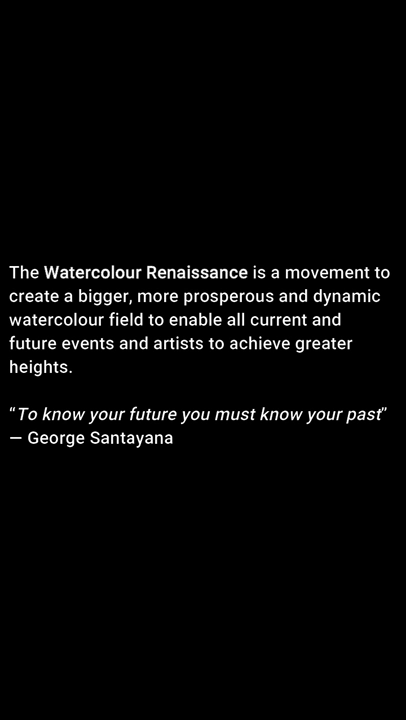 The Watercolour Renaissance is a movement to
create a bigger, more prosperous and dynamic
watercolour field to enable all current and
future events and artists to achieve greater
heights.
“To know your future you must know your past”
— George Santayana